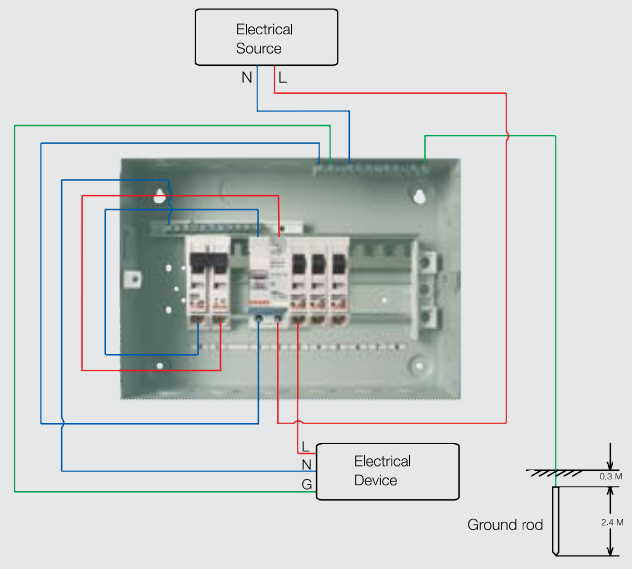 Electrical
Source
N
L
L
N
G
Electrical
Device
0.3 M
Ground rod
2.4 M